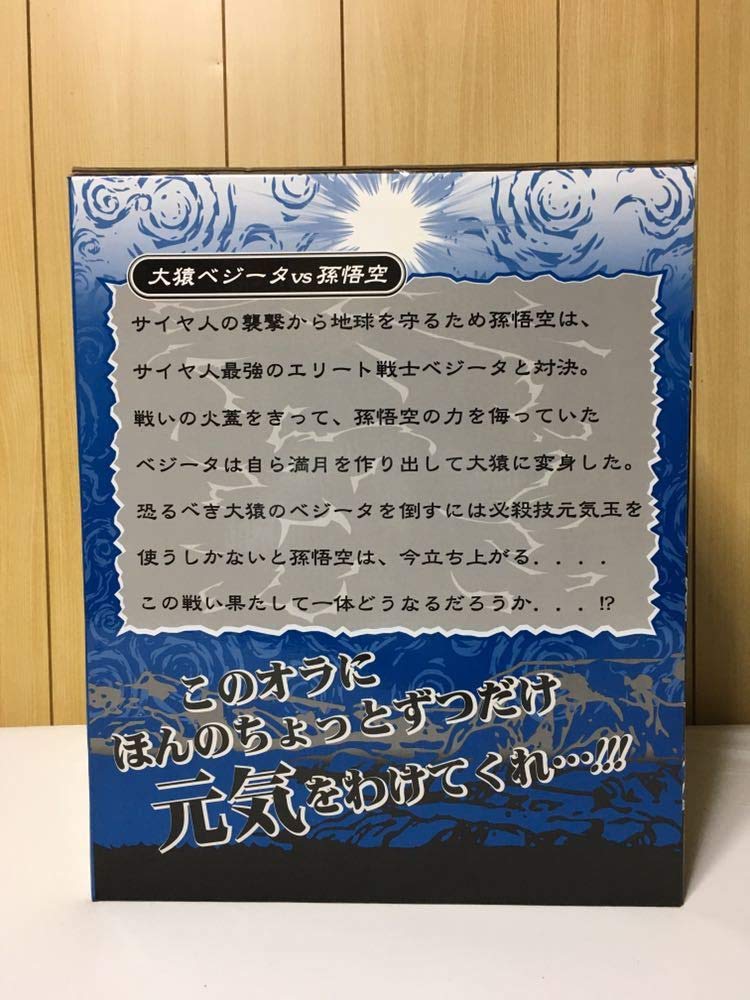 大猿ベジータvs孫悟空
サイヤ人の襲撃から地球を守るため孫悟空は、
サイヤ人最強のエリート戦士ベジータと対決。
戦いの火蓋をきって、孫悟空の力を侮っていた
ベジータは自ら満月を作り出して大猿に変身した。
恐るべき大猿のベジータを倒すには必殺技元気玉を
使うしかないと孫悟空は、今立ち上がる．．．．
この戦い果たして一体どうなるだろうか．．．!?
このオラに
ほんのちょっとずつだけ
元気をわけてくれ…!!!